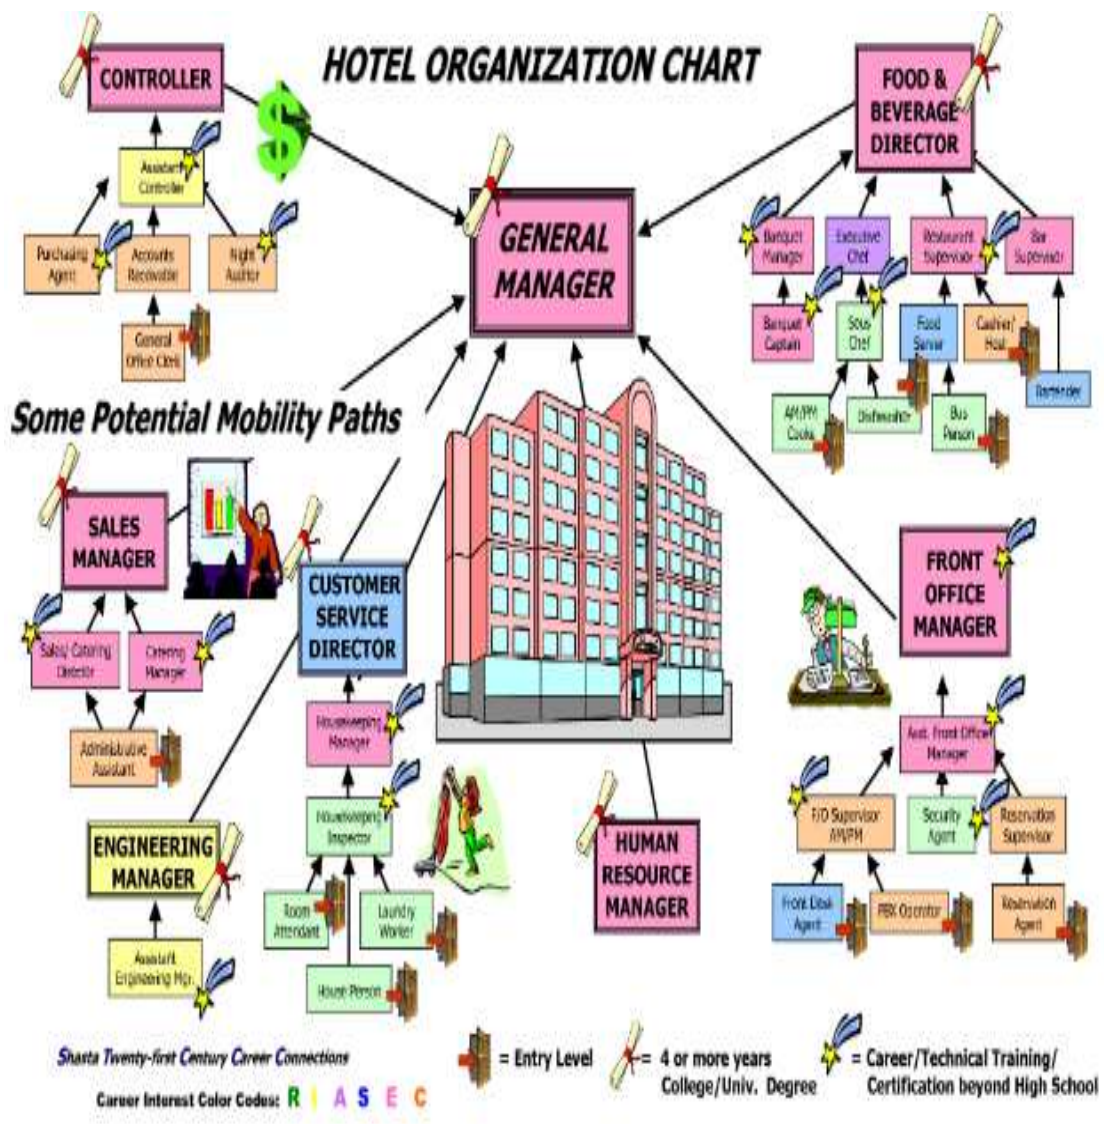 HOTEL ORGANIZATION CHART
CONTROLLER
$
Assistant
Controller
Purchasing
Agent
Accounts
Receivable
Night
Auditor
General
Office Clerk
GENERAL
MANAGER
FOOD &
BEVERAGE
DIRECTOR
Banquet
Manager
Executive
Chef
Restaurant
Supervisor
Bar
Supervisor
Banquet
Captain
Sous
Chef
Food
Server
Cashier/
Host
Bartender
AM/PM
Cooks
Dishwasher
Bus
Person
Some Potential Mobility Paths
SALES
MANAGER
Sales/ Catering
Director
Catering
Manager
Administrative
Assistant
CUSTOMER
SERVICE
DIRECTOR
Housekeeping
Manager
Housekeeping
Inspector
Room
Attendant
Laundry
Worker
House Person
ENGINEERING
MANAGER
Assistant
Engineering Mgr.
HUMAN
RESOURCE
MANAGER
FRONT
OFFICE
MANAGER
Asst. Front Office
Manager
F/O Supervisor
AM/PM
Security
Agent
Reservation
Supervisor
Front Desk
Agent
PBX Operator
Reservation
Agent
Shasta Twenty-first Century Career Connections
Career Interest Color Codes: R I A S E C
= Entry Level
= 4 or more years
College/Univ. Degree
= Career/Technical Training/
Certification beyond High School